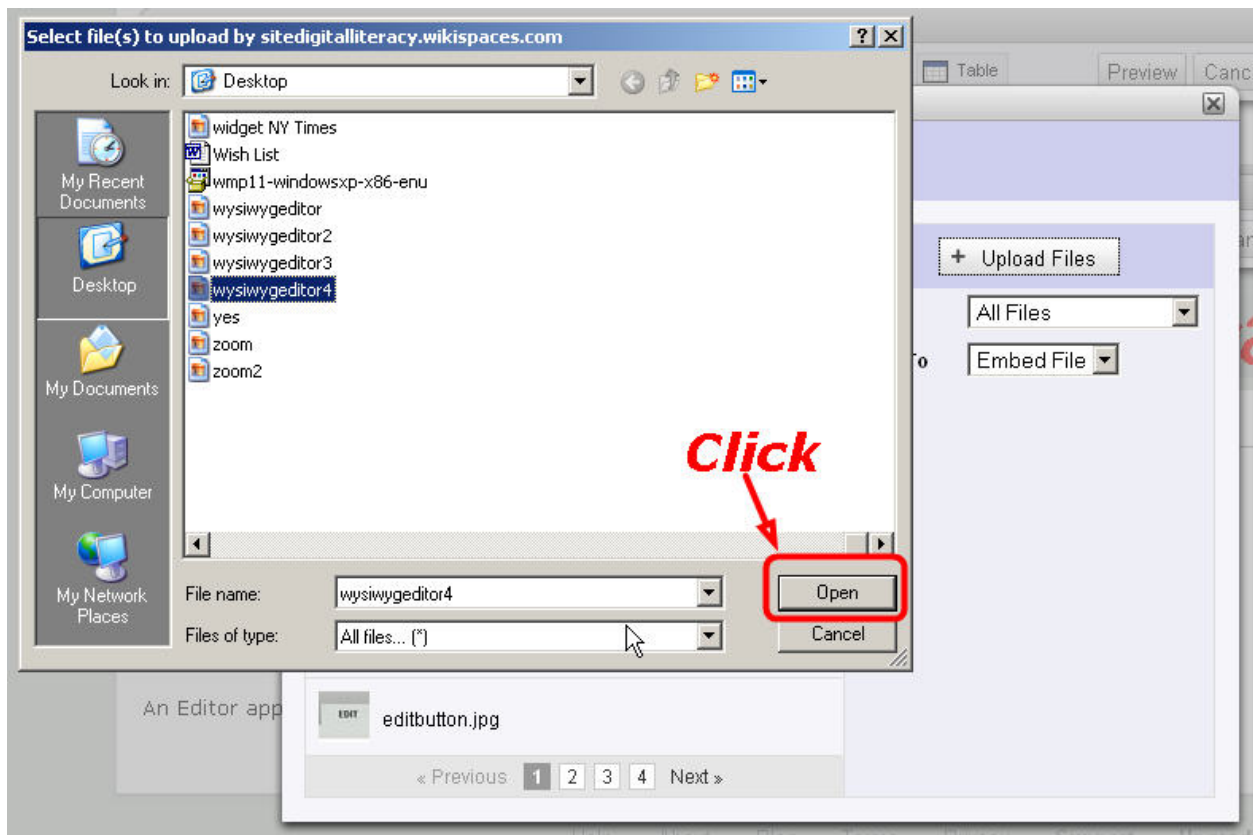 Select file(s) to upload by sitedigitalliteracy.wikispaces.com
Look in:
Desktop
My Recent
Documents
Desktop
My Documents
My Computer
My Network
Places
widget NY Times
Wish List
wmp11-windowsxp-x86-enu
wysiwygeditor
wysiwygeditor2
wysiwygeditor3
wysiwygeditor4
yes
zoom
zoom2
Click
File name:
wysiwygeditor4
Open
Files of type:
All files... (*)
Cancel
Table
Preview
Canc
+ Upload Files
All Files
Embed File
An Editor app
EDIT
editbutton.jpg
« Previous 1 2 3 4 Next »